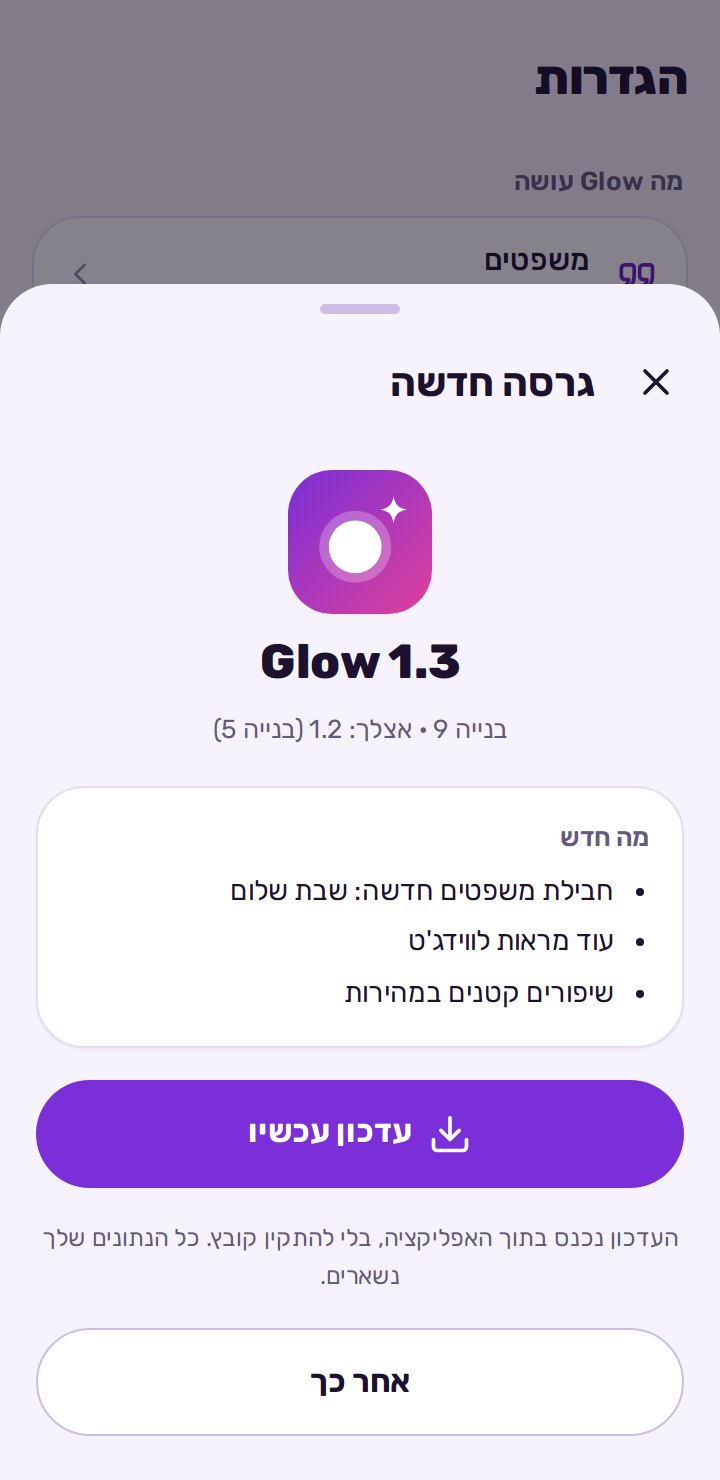 הגדרות
מה Glow עושה
משפטים
גרסה חדשה
Glow 1.3
בנייה 9 • אצלך: 1.2 (בנייה 5)
מה חדש
• חבילת משפטים חדשה: שבת שלום
• עוד מראות לווידג'ט
• שיפורים קטנים במהירות
עדכון עכשיו
העדכון נכנס בתוך האפליקציה, בלי להתקין קובץ. כל הנתונים שלך
נשארים.
אחר כך